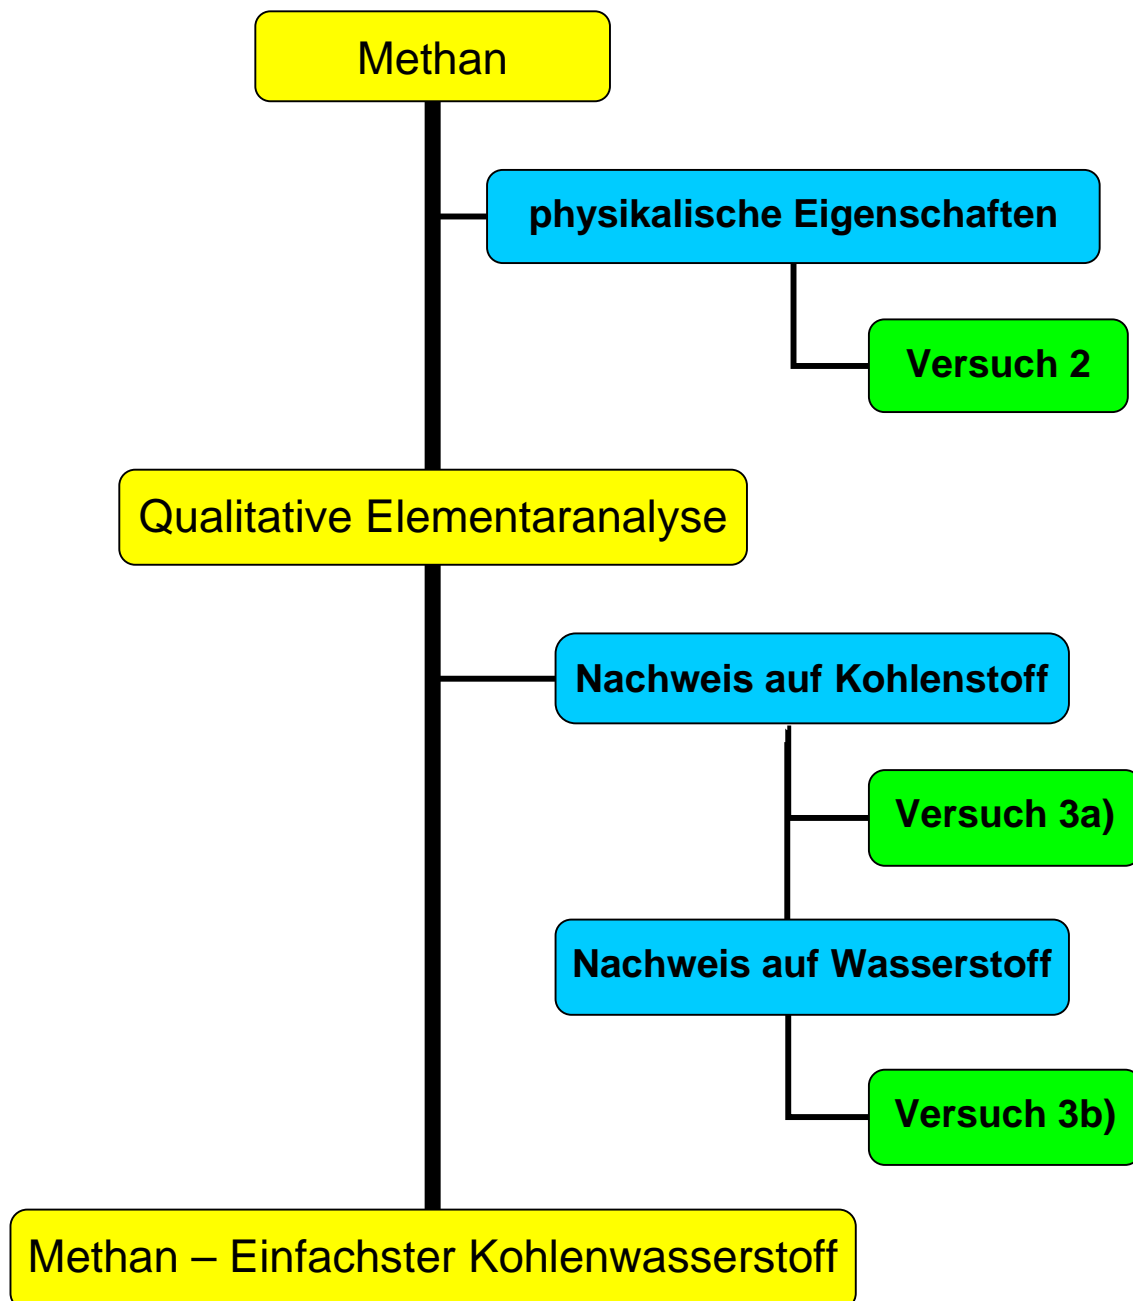 Methan
physikalische Eigenschaften
Versuch 2
Qualitative Elementaranalyse
Nachweis auf Kohlenstoff
Versuch 3a)
Nachweis auf Wasserstoff
Versuch 3b)
Methan – Einfachster Kohlenwasserstoff